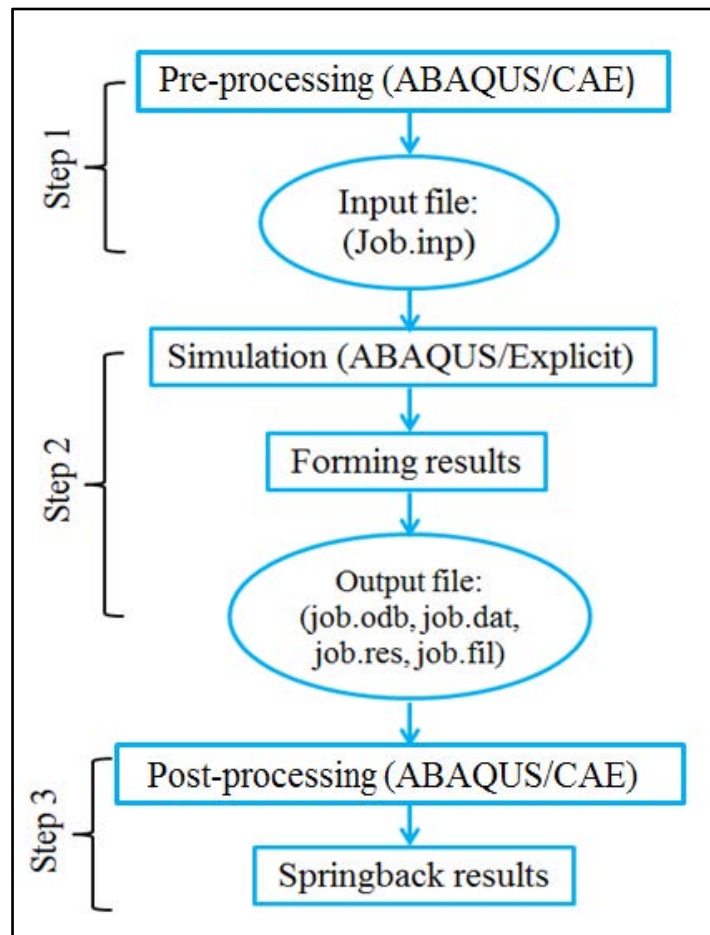 Pre-processing (ABAQUS/CAE)
Step 1
Input file:
(Job.inp)
Simulation (ABAQUS/Explicit)
Step 2
Forming results
Output file:
(job.odb, job.dat,
job.res, job.fil)
Post-processing (ABAQUS/CAE)
Step 3
Springback results